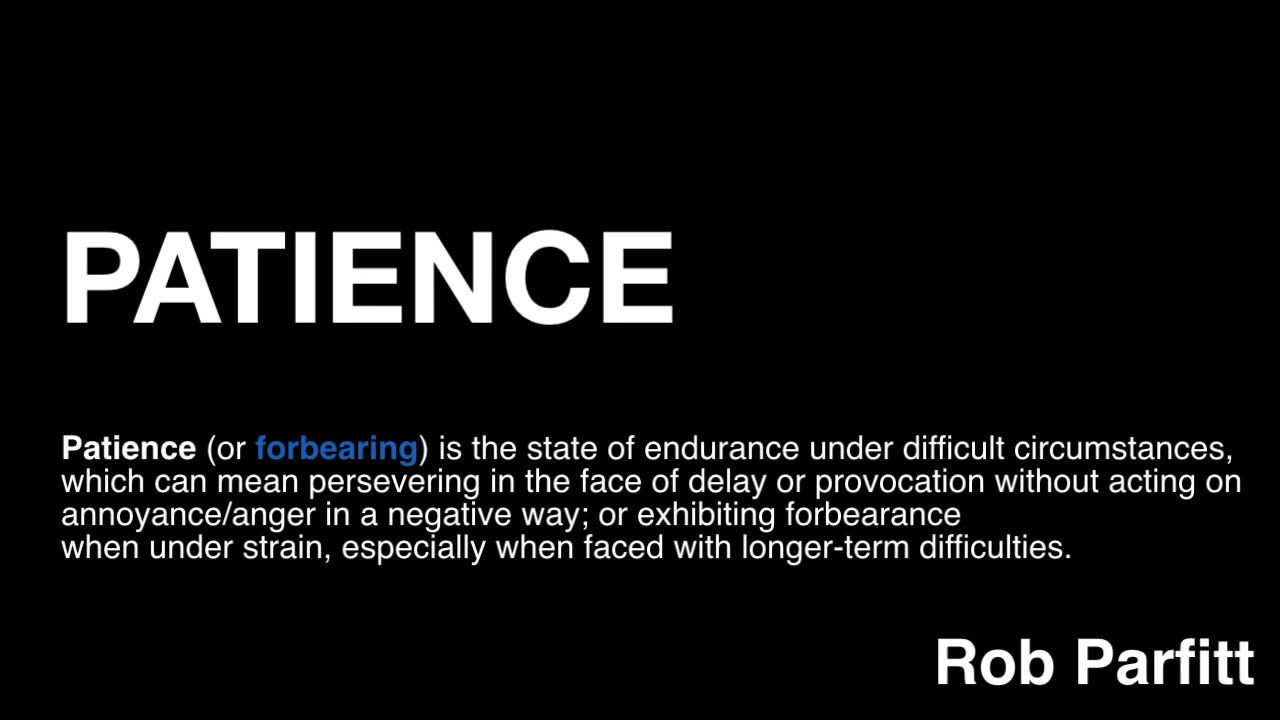 PATIENCE
Patience (or forbearing) is the state of endurance under difficult circumstances,
which can mean persevering in the face of delay or provocation without acting on
annoyance/anger in a negative way; or exhibiting forbearance
when under strain, especially when faced with longer-term difficulties.
Rob Parfitt